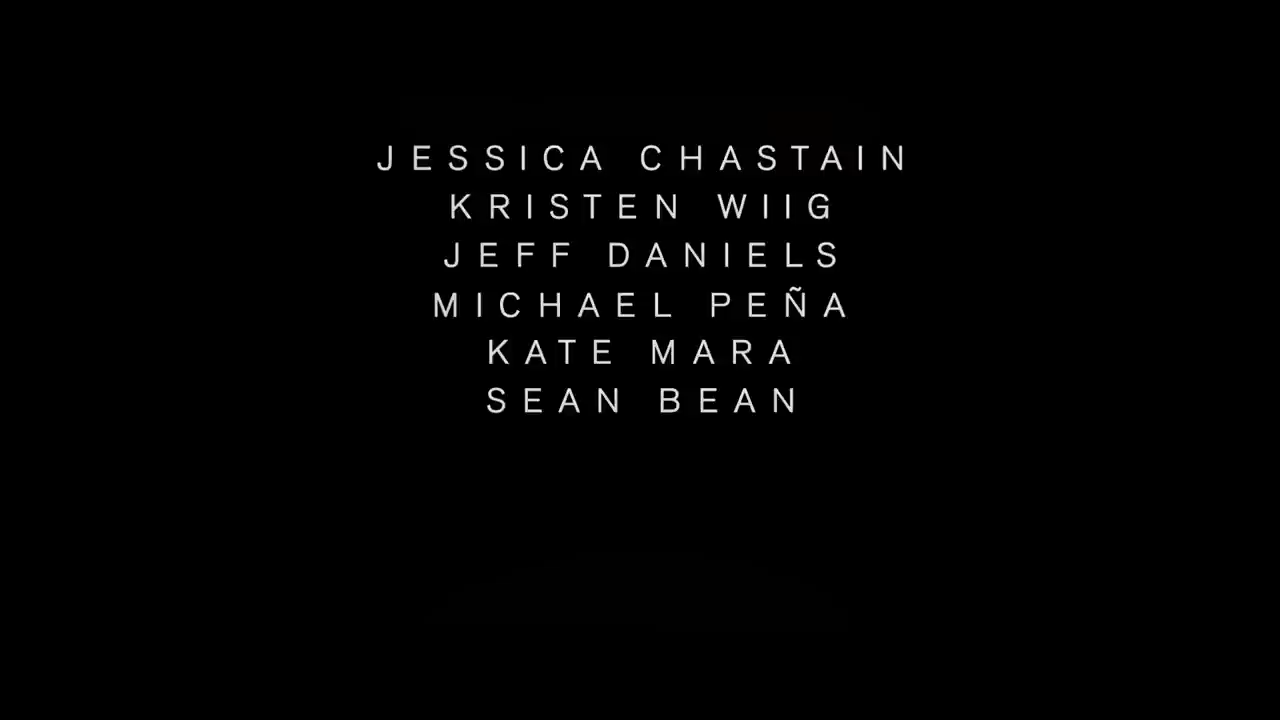 JESSICA CHASTAIN
KRISTEN WIIG
JEFF DANIELS
MICHAEL PEÑA
KATE MARA
SEAN BEAN